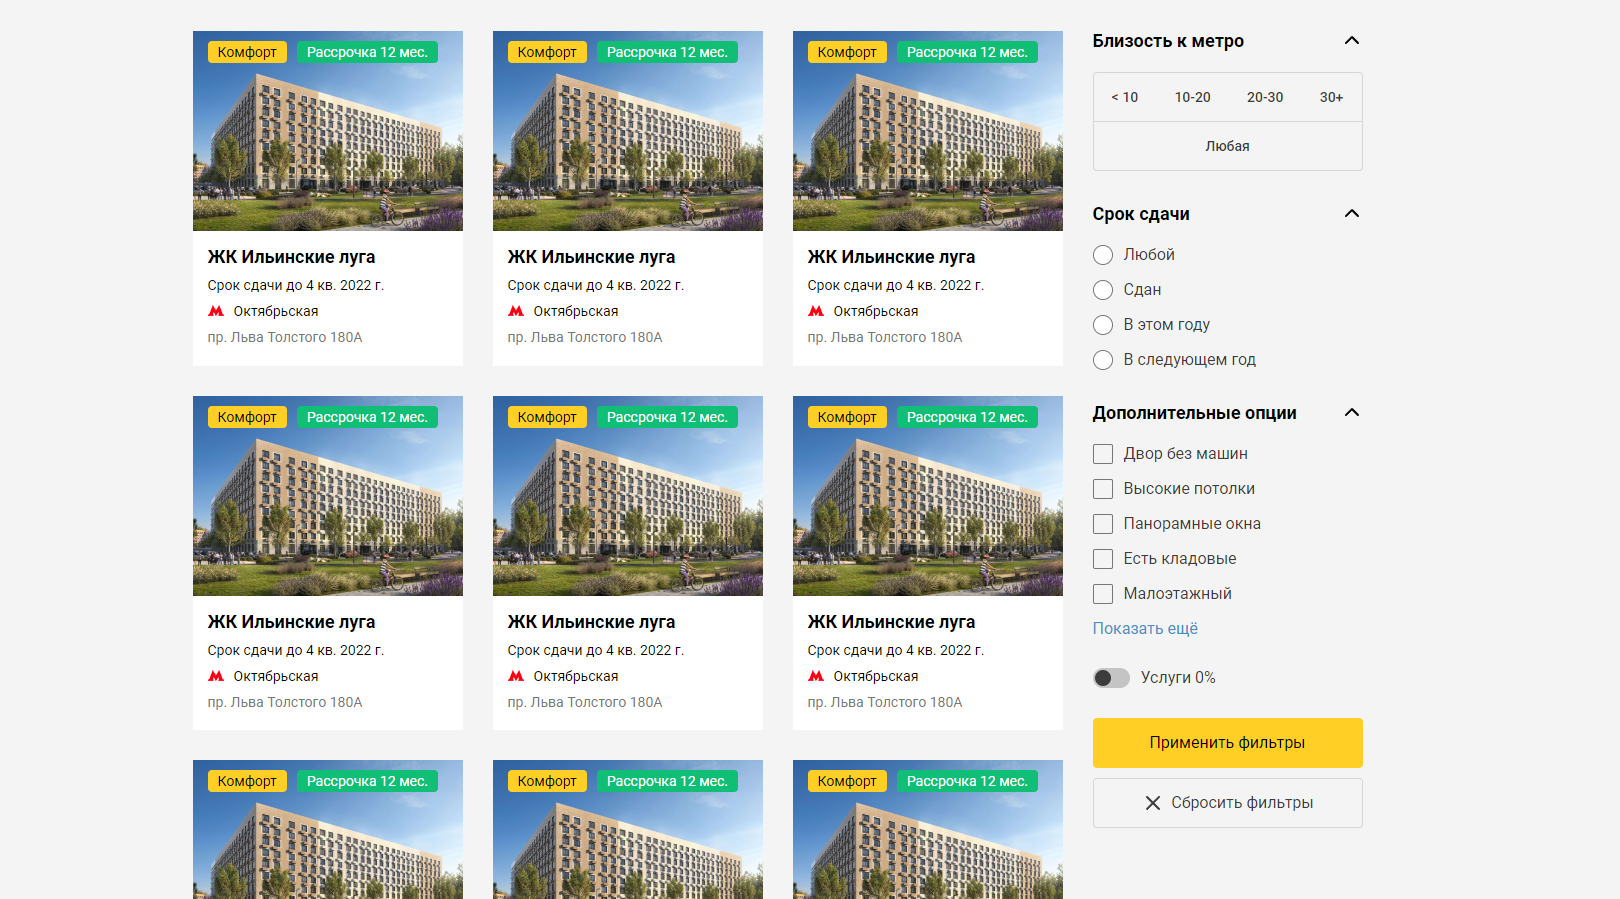 Комфорт Рассрочка 12 мес.
ЖК Ильинские луга
Срок сдачи до 4 кв. 2022 г.
Октябрьская
пр. Льва Толстого 180А
Комфорт Рассрочка 12 мес.
ЖК Ильинские луга
Срок сдачи до 4 кв. 2022 г.
Октябрьская
пр. Льва Толстого 180А
Комфорт Рассрочка 12 мес.
ЖК Ильинские луга
Срок сдачи до 4 кв. 2022 г.
Октябрьская
пр. Льва Толстого 180А
Комфорт Рассрочка 12 мес.
ЖК Ильинские луга
Срок сдачи до 4 кв. 2022 г.
Октябрьская
пр. Льва Толстого 180А
Комфорт Рассрочка 12 мес.
ЖК Ильинские луга
Срок сдачи до 4 кв. 2022 г.
Октябрьская
пр. Льва Толстого 180А
Комфорт Рассрочка 12 мес.
ЖК Ильинские луга
Срок сдачи до 4 кв. 2022 г.
Октябрьская
пр. Льва Толстого 180А
Комфорт Рассрочка 12 мес.
Комфорт Рассрочка 12 мес.
Комфорт Рассрочка 12 мес.
Близость к метро
< 10 10-20 20-30 30+
Любая
Срок сдачи
Любой
Сдан
В этом году
В следующем год
Дополнительные опции
Двор без машин
Высокие потолки
Панорамные окна
Есть кладовые
Малоэтажный
Показать ещё
Услуги 0%
Применить фильтры
Сбросить фильтры